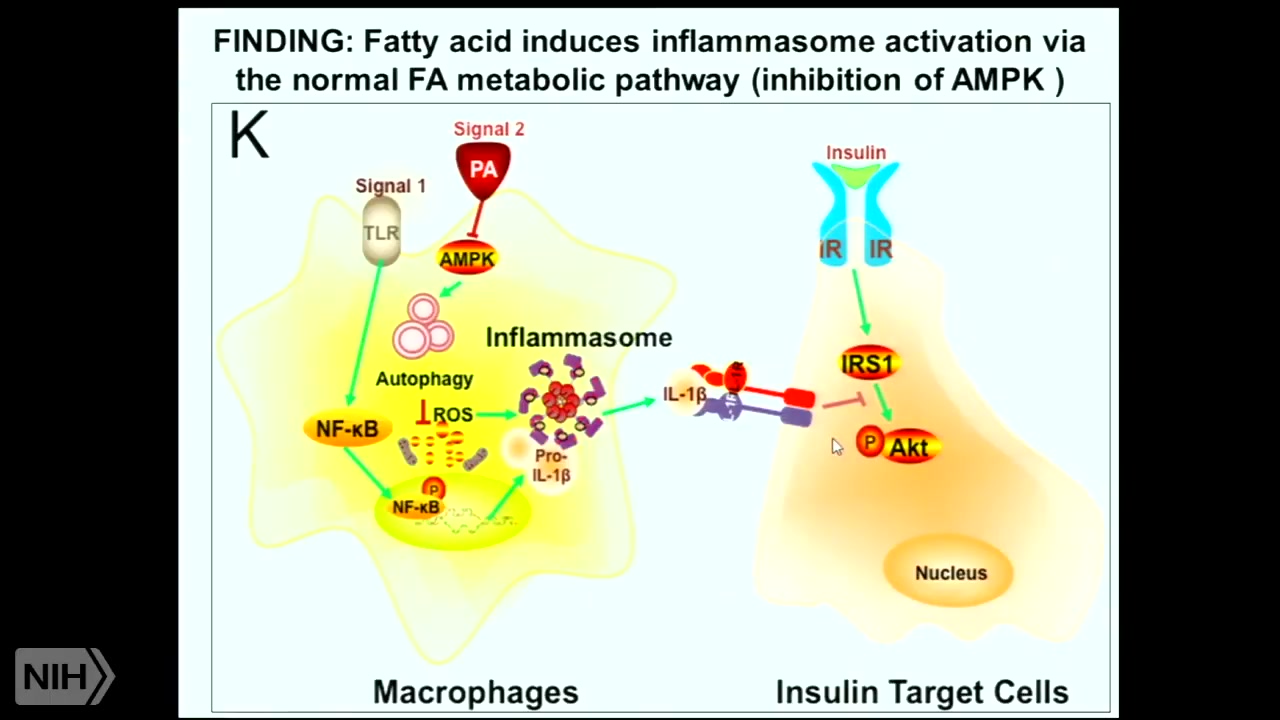 FINDING: Fatty acid induces inflammasome activation via
the normal FA metabolic pathway (inhibition of AMPK )
K
Signal 2
PA
Signal 1
TLR
AMPK
Inflammasome
Autophagy
ROS
NF-κB
Pro-
IL-1β
P
NF-κB
IL-1β
Insulin
IR
IR
IRS1
P
Akt
Nucleus
Macrophages
Insulin Target Cells
NIH